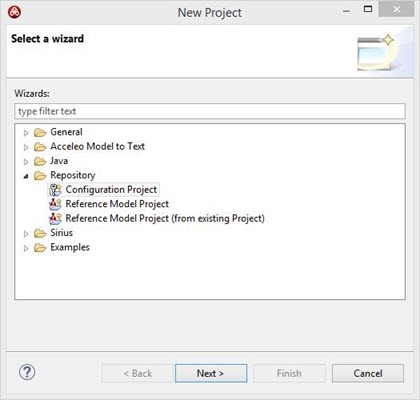 New Project
Select a wizard
Wizards:
type filter text
General
Acceleo Model to Text
Java
Repository
Configuration Project
Reference Model Project
Reference Model Project (from existing Project)
Sirius
Examples
?
< Back
Next >
Finish
Cancel